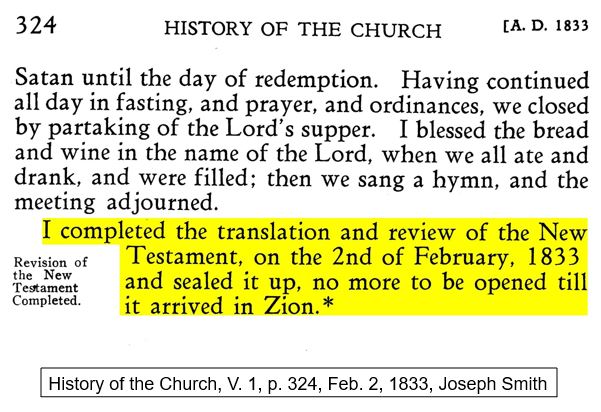 324 HISTORY OF THE CHURCH [A. D. 1833
Satan until the day of redemption. Having continued
all day in fasting, and prayer, and ordinances, we closed
by partaking of the Lord's supper. I blessed the bread
and wine in the name of the Lord, when we all ate and
drank, and were filled; then we sang a hymn, and the
meeting adjourned.
I completed the translation and review of the New
Testament, on the 2nd of February, 1833
and sealed it up, no more to be opened till
it arrived in Zion.*
Revision of
the New
Testament
Completed.
History of the Church, V. 1, p. 324, Feb. 2, 1833, Joseph Smith